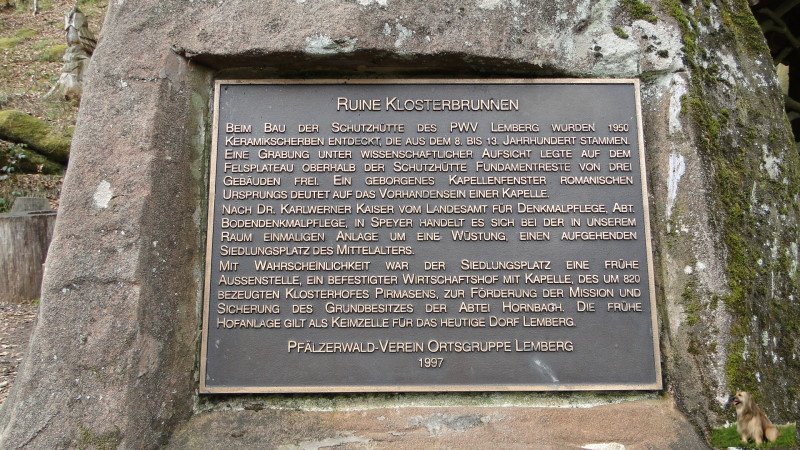 RUINE KLOSTERBRUNNEN
BEIM BAU DER SCHUTZHÜTTE DES PWV LEMBERG WURDEN 1950
KERAMIKSCHERBEN ENTDECKT, DIE AUS DEM 8. BIS 13. JAHRHUNDERT STAMMEN.
EINE GRABUNG UNTER WISSENSCHAFTLICHER AUFSICHT LEGTE AUF DEM
FELSPLATEAU OBERHALB DER SCHUTZHÜTTE FUNDAMENTRESTE VON DREI
GEBÄUDEN FREI. EIN GEBORGENES KAPELLENFENSTER ROMANISCHEN
URSPRUNGS DEUTET AUF DAS VORHANDENSEIN EINER KAPELLE.
NACH DR. KARLWERNER KAISER VOM LANDESAMT FÜR DENKMALPFLEGE, ABT.
BODENDENKMALPFLEGE, IN SPEYER HANDELT ES SICH BEI DER IN UNSEREM
RAUM EINMALIGEN ANLAGE UM EINE WÜSTUNG, EINEN AUFGEHENDEN
SIEDLUNGSPLATZ DES MITTELALTERS.
MIT WAHRSCHEINLICHKEIT WAR DER SIEDLUNGSPLATZ EINE FRÜHE
AUSSENSTELLE, EIN BEFESTIGTER WIRTSCHAFTSHOF MIT KAPELLE, DES UM 820
BEZEUGTEN KLOSTERHOFES PIRMASENS, ZUR FÖRDERUNG DER MISSION UND
SICHERUNG DES GRUNDBESITZES DER ABTEI HORNBACH. DIE FRÜHE
HOFANLAGE GILT ALS KEIMZELLE FÜR DAS HEUTIGE DORF LEMBERG.
PFÄLZERWALD-VEREIN ORTSGRUPPE LEMBERG
1997